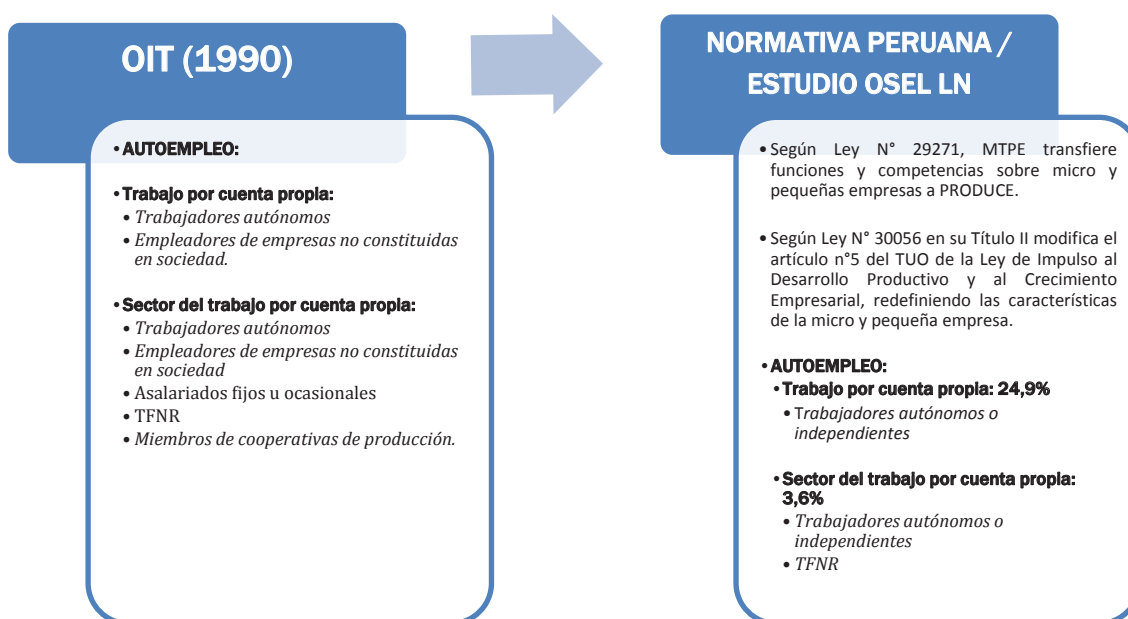 OIT (1990)
• AUTOEMPLEO:
• Trabajo por cuenta propia:
• Trabajadores autónomos
• Empleadores de empresas no constituidas
en sociedad.
• Sector del trabajo por cuenta propia:
• Trabajadores autónomos
• Empleadores de empresas no constituidas
en sociedad
• Asalariados fijos u ocasionales
• TFNR
• Miembros de cooperativas de producción.
NORMATIVA PERUANA /
ESTUDIO OSEL LN
• Según Ley N° 29271, MTPE transfiere
funciones y competencias sobre micro y
pequeñas empresas a PRODUCE.
• Según Ley N° 30056 en su Título II modifica el
artículo n°5 del TUO de la Ley de Impulso al
Desarrollo Productivo y al Crecimiento
Empresarial, redefiniendo las características
de la micro y pequeña empresa.
• AUTOEMPLEO:
• Trabajo por cuenta propia: 24,9%
• Trabajadores autónomos o
independientes
• Sector del trabajo por cuenta propia:
3,6%
• Trabajadores autónomos o
independientes
• TFNR